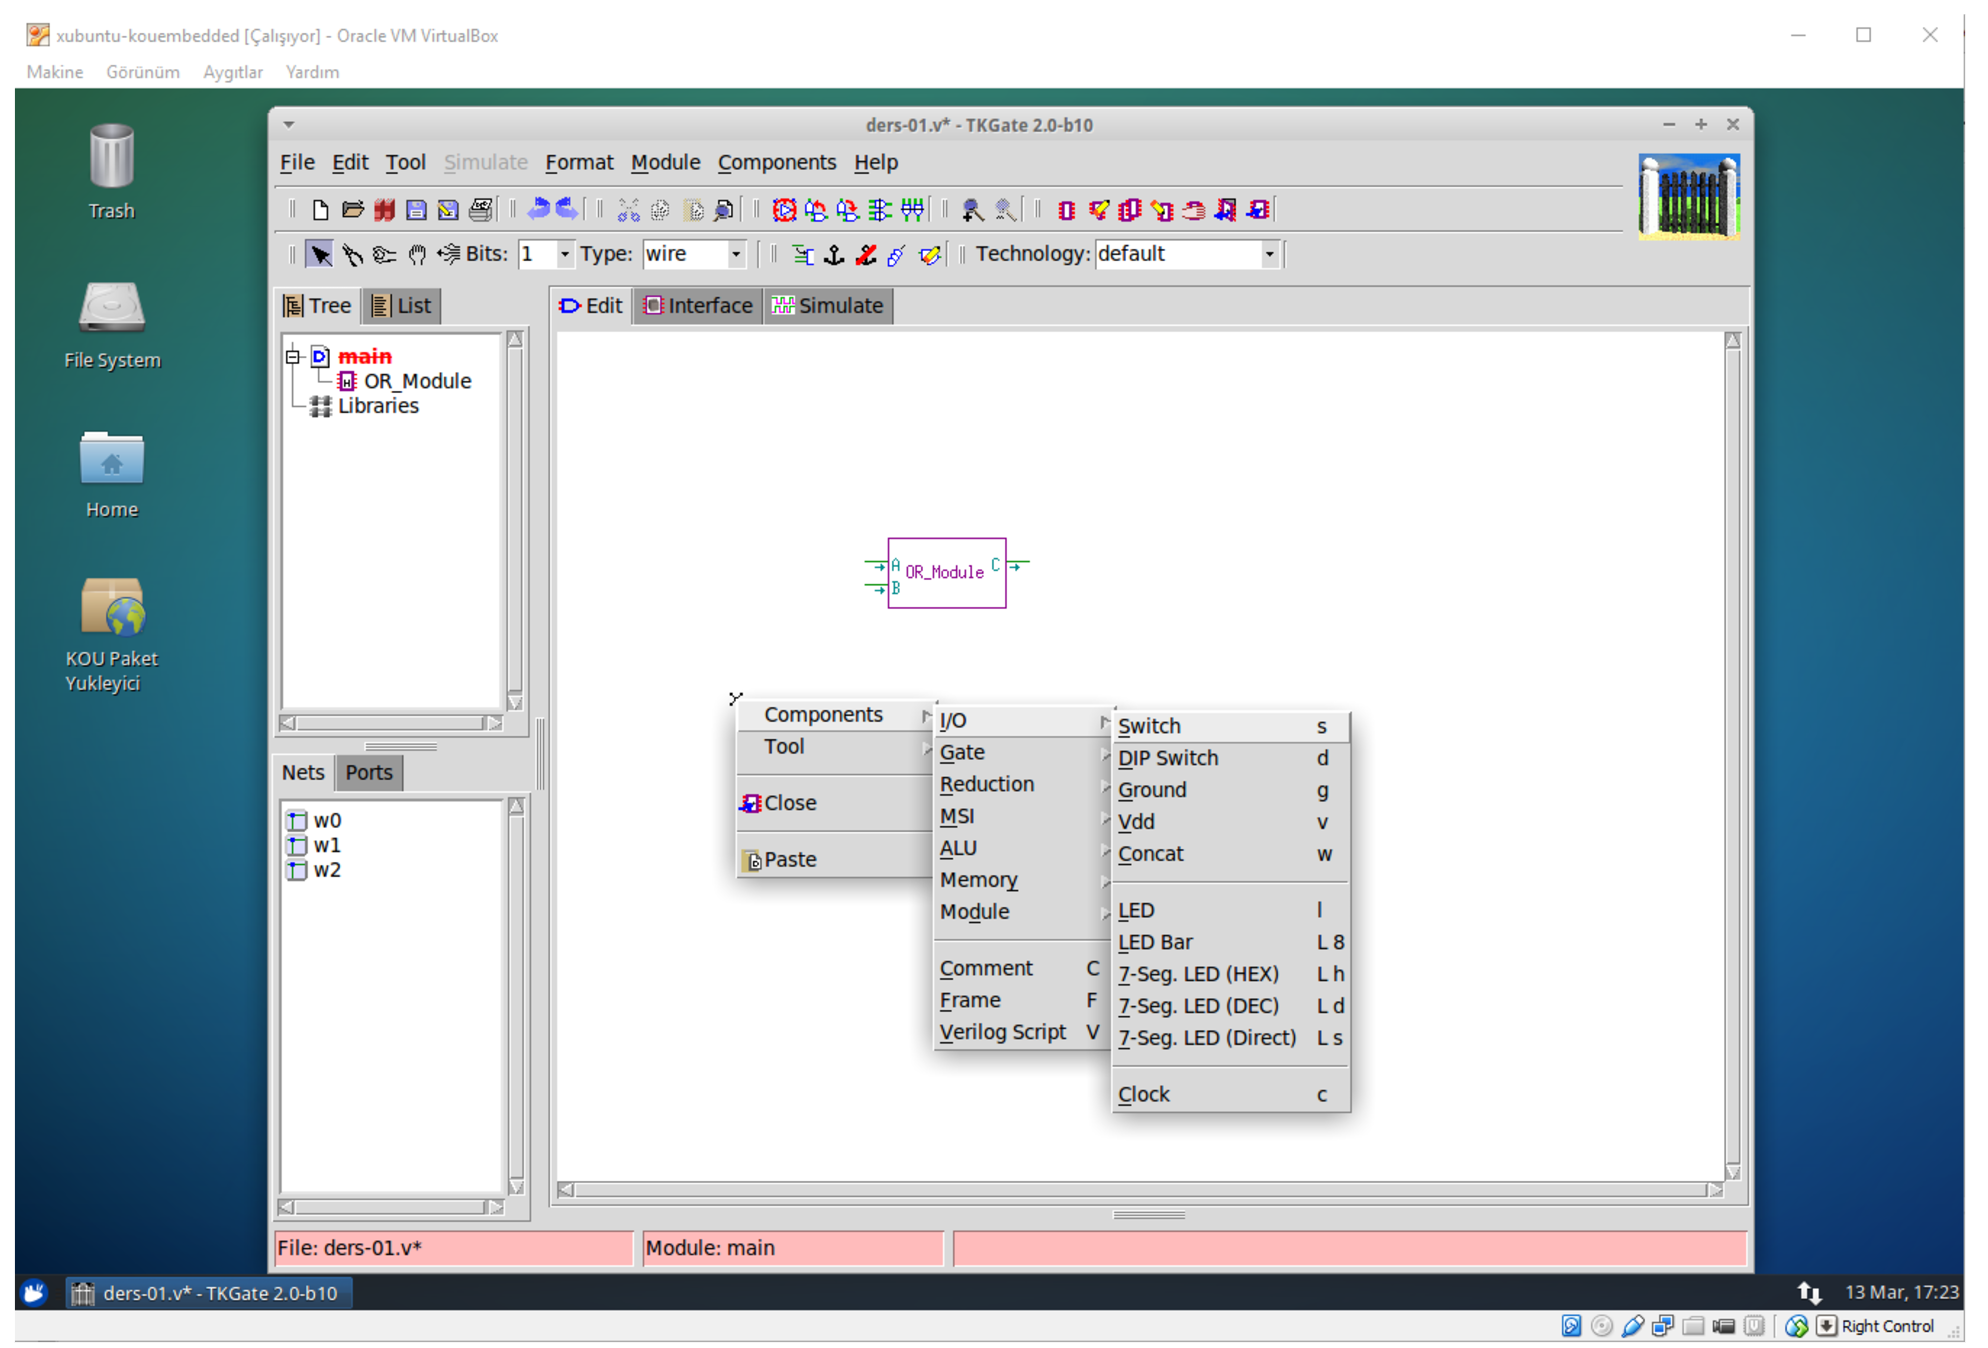 xubuntu-kouembedded [Çalışıyor] - Oracle VM VirtualBox
Makine Görünüm Aygıtlar Yardım
Trash
File System
Home
KOU Paket
Yukleyici
ders-01.v* - TKGate 2.0-b10
File Edit Tool Simulate Format Module Components Help
Bits: 1 Type: wire Technology: default
Tree List
Edit Interface Simulate
main
OR_Module
Libraries
A OR_Module C
B
Nets Ports
w0
w1
w2
Components
Tool
Close
Paste
I/O
Gate
Reduction
MSI
ALU
Memory
Module
Comment C
Frame F
Verilog Script V
Switch s
DIP Switch d
Ground g
Vdd v
Concat w
LED l
LED Bar L 8
7-Seg. LED (HEX) L h
7-Seg. LED (DEC) L d
7-Seg. LED (Direct) L s
Clock c
File: ders-01.v* Module: main
ders-01.v* - TKGate 2.0-b10
13 Mar, 17:23
Right Control